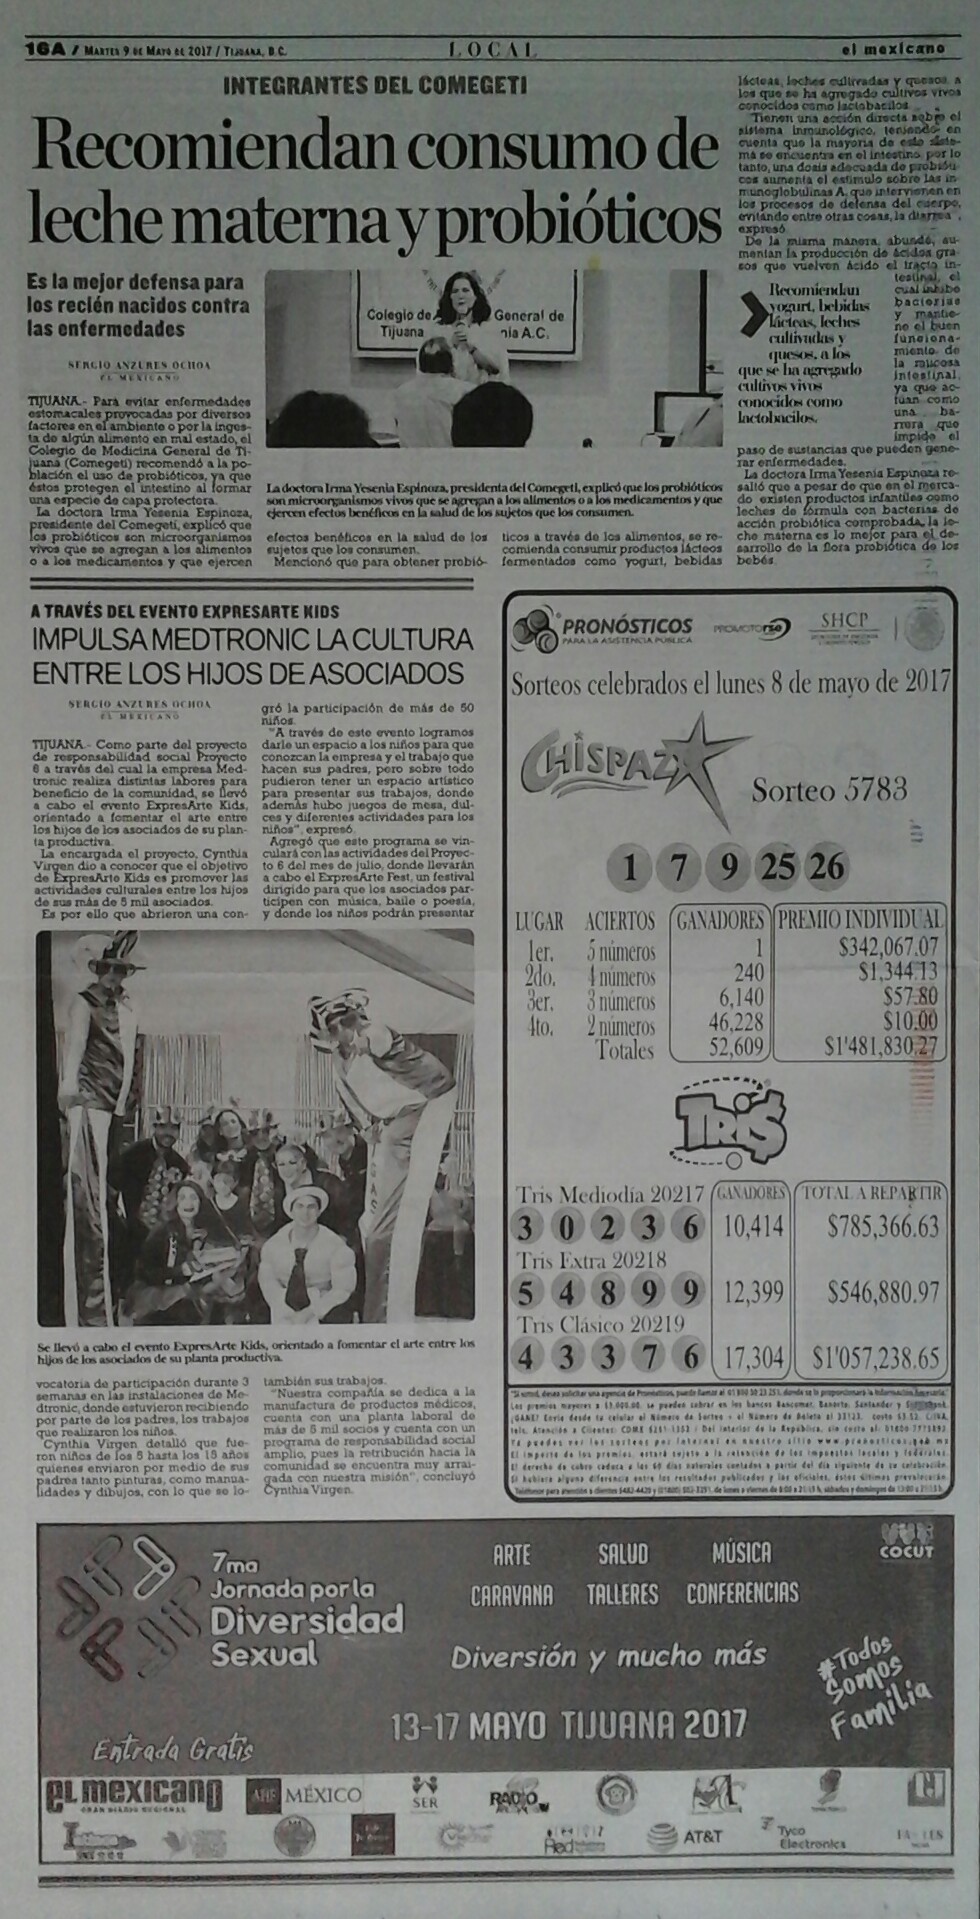 16A / MARTES 9 DE MAYO DE 2017 / TIJUANA, B.C.
LOCAL
el mexicano
INTEGRANTES DEL COMEGETI
Recomiendan consumo de
leche materna y probióticos
Es la mejor defensa para
los recién nacidos contra
las enfermedades
SERGIO ANZURES OCHOA
EL MEXICANO
TIJUANA.- Para evitar enfermedades
estomacales provocadas por diversos
factores en el ambiente o por la inges-
ta de algún alimento en mal estado, el
Colegio de Medicina General de Ti-
juana (Comegeti) recomendó a la po-
blación el uso de probióticos, ya que
éstos protegen el intestino al formar
una especie de capa protectora.
La doctora Irma Yesenia Espinoza,
presidenta del Comegeti, explicó que
los probióticos son microorganismos
vivos que se agregan a los alimentos
o a los medicamentos y que ejercen
Colegio de General de
Tijuana nia A.C.
La doctora Irma Yesenia Espinoza, presidenta del Comegeti, explicó que los probióticos
son microorganismos vivos que se agregan a los alimentos o a los medicamentos y que
ejercen efectos benéficos en la salud de los sujetos que los consumen.
efectos benéficos en la salud de los
sujetos que los consumen.
Mencionó que para obtener probió-
ticos a través de los alimentos, se re-
comienda consumir productos lácteos
fermentados como yogurt, bebidas
lácteas, leches cultivadas y quesos, a
los que se ha agregado cultivos vivos
conocidos como lactobacilos.
"Tienen una acción directa sobre el
sistema inmunológico, teniendo en
cuenta que la mayoría de este siste-
ma se encuentra en el intestino, por lo
tanto, una dosis adecuada de probióti-
cos aumenta el estímulo sobre las in-
munoglobulinas A, que intervienen en
los procesos de defensa del cuerpo,
evitando entre otras cosas, la diarrea",
expresó.
De la misma manera, abundó, au-
mentan la producción de ácidos gra-
sos que vuelven ácido el tracto in-
testinal, el
cual inhibe
bacterias
y mantie-
ne el buen
funciona-
miento de
la mucosa
intestinal,
ya que ac-
túan como
una ba-
rrera que
impide el
Recomiendan
yogurt, bebidas
lácteas, leches
cultivadas y
quesos, a los
que se ha agregado
cultivos vivos
conocidos como
lactobacilos.
paso de sustancias que pueden gene-
rar enfermedades.
La doctora Irma Yesenia Espinoza re-
salló que a pesar de que en el merca-
do existen productos infantiles como
leches de fórmula con bacterias de
acción probiótica comprobada, la le-
che materna es lo mejor para el de-
sarrollo de la flora probiótica de los
bebés.
A TRAVÉS DEL EVENTO EXPRESARTE KIDS
IMPULSA MEDTRONIC LA CULTURA
ENTRE LOS HIJOS DE ASOCIADOS
SERGIO ANZURES OCHOA
EL MEXICANO
TIJUANA.- Como parte del proyecto
de responsabilidad social Proyecto
6 a través del cual la empresa Med-
tronic realiza distintas labores para
beneficio de la comunidad, se llevó
a cabo el evento ExpresArte Kids,
orientado a fomentar el arte entre
los hijos de los asociados de su plan-
ta productiva.
La encargada el proyecto, Cynthia
Virgen dio a conocer que el objetivo
de ExpresArte Kids es promover las
actividades culturales entre los hijos
de sus más de 5 mil asociados.
Es por ello que abrieron una con-
gró la participación de más de 50
niños.
"A través de este evento logramos
darle un espacio a los niños para que
conozcan la empresa y el trabajo que
hacen sus padres, pero sobre todo
pudieron tener un espacio artístico
para presentar sus trabajos, donde
además hubo juegos de mesa, dul-
ces y diferentes actividades para los
niños", expresó.
Agregó que este programa se vin-
culará con las actividades del Proyec-
to 6 del mes de julio, donde llevarán
a cabo el ExpresArte Fest, un festival
dirigido para que los asociados par-
ticipen con música, baile o poesía,
y donde los niños podrán presentar
Se llevó a cabo el evento ExpresArte Kids, orientado a fomentar el arte entre los
hijos de los asociados de su planta productiva.
vocatoria de participación durante 3
semanas en las instalaciones de Me-
dtronic, donde estuvieron recibiendo
por parte de los padres, los trabajos
que realizaron los niños.
Cynthia Virgen detalló que fue-
ron niños de los 5 hasta los 15 años
quienes enviaron por medio de sus
padres tanto pinturas, como manua-
lidades y dibujos, con lo que se lo-
también sus trabajos.
"Nuestra compañía se dedica a la
manufactura de productos médicos,
cuenta con una planta laboral de
más de 5 mil socios y cuenta con un
programa de responsabilidad social
amplio, pues la retribución hacia la
comunidad se encuentra muy arrai-
gada con nuestra misión", concluyó
Cynthia Virgen.
PRONÓSTICOS
PARA LA ASISTENCIA PÚBLICA
SHCP
Sorteos celebrados el lunes 8 de mayo de 2017
CHISPAZ
Sorteo 5783
1 7 9 25 26
LUGAR ACIERTOS GANADORES PREMIO INDIVIDUAL
1er. 5 números 1 $342,067.07
2do. 4 números 240 $1,344.13
3er. 3 números 6,140 $57.80
4to. 2 números 46,228 $10.00
Totales 52,609 $1'481,830.27
TRIS
Tris Mediodía 20217 GANADORES TOTAL A REPARTIR
3 0 2 3 6 10,414 $785,366.63
Tris Extra 20218
5 4 8 9 9 12,399 $546,880.97
Tris Clásico 20219
4 3 3 7 6 17,304 $1'057,238.65
7ma
Jornada por la
Diversidad
Sexual
ARTE SALUD MÚSICA
CARAVANA TALLERES CONFERENCIAS
Diversión y mucho más
13-17 MAYO TIJUANA 2017
Entrada Gratis
COCUT
#Todos
Somos
Familia
EL mexicano
GRAN DIARIO REGIONAL
MÉXICO
SER
RADIO
Red
AT&T
Tyco
Electronics